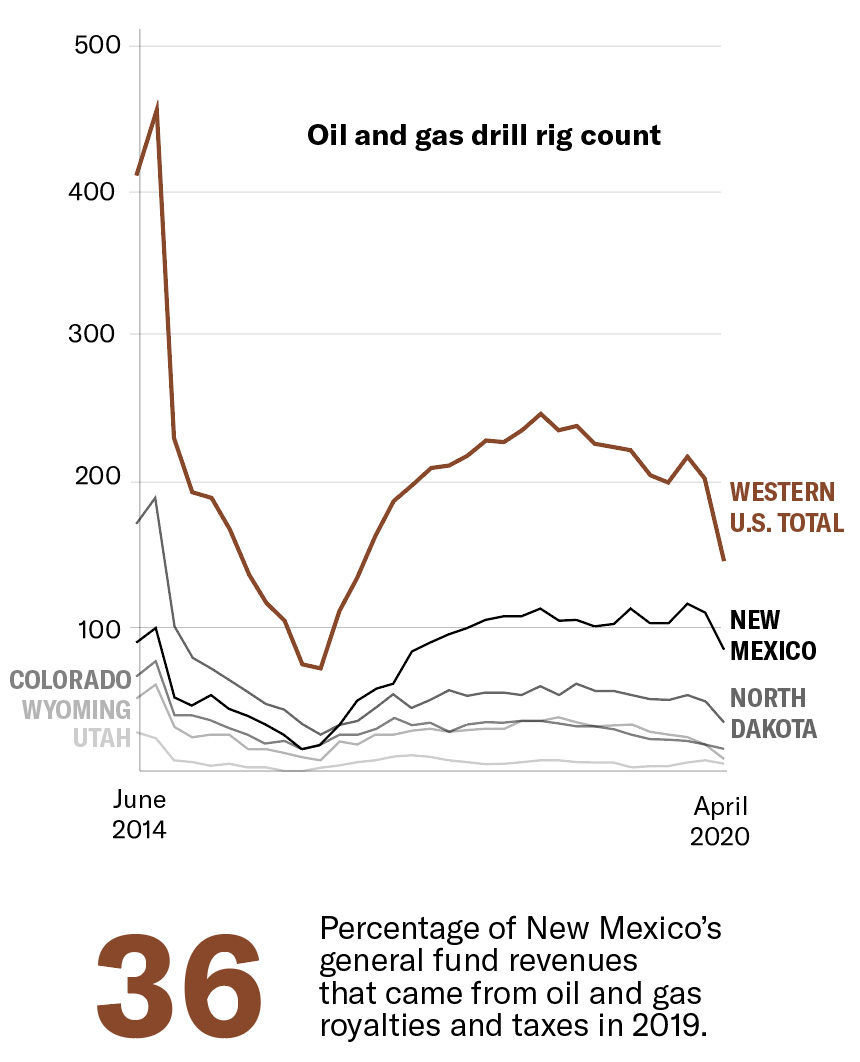 500
Oil and gas drill rig count
400
300
200
WESTERN
U.S. TOTAL
100
NEW
MEXICO
COLORADO
WYOMING
UTAH
NORTH
DAKOTA
June
2014
April
2020
36
Percentage of New Mexico’s
general fund revenues
that came from oil and gas
royalties and taxes in 2019.